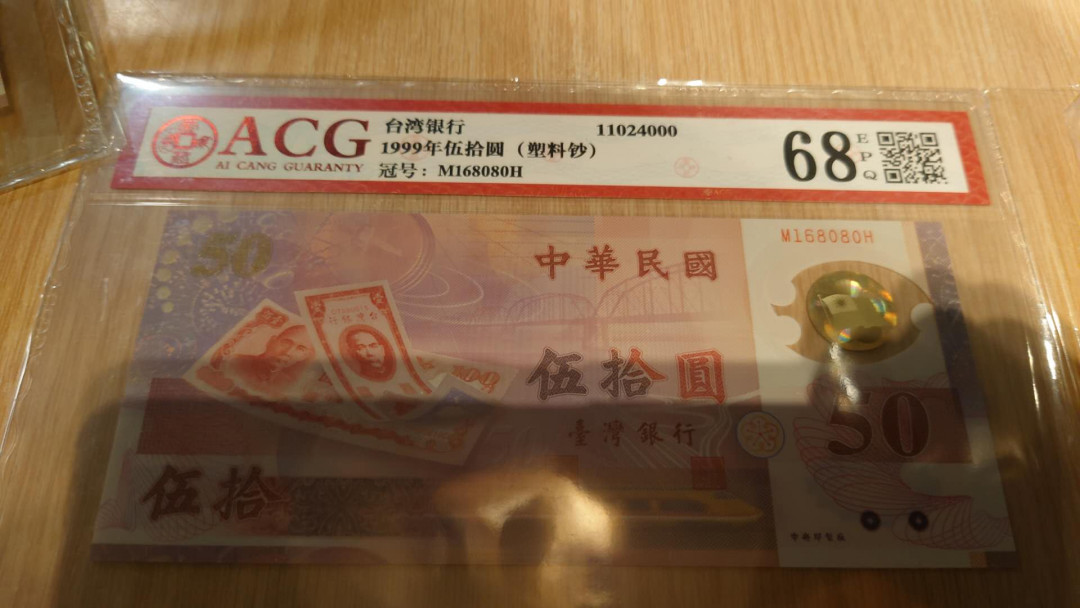 ACG
AI CANG GUARANTY
台湾银行
11024000
1999年伍拾圆（塑料钞）
冠号：M168080H
68
EPQ
50
M168080H
中華民國
伍拾圓
臺灣銀行
50
伍拾
100